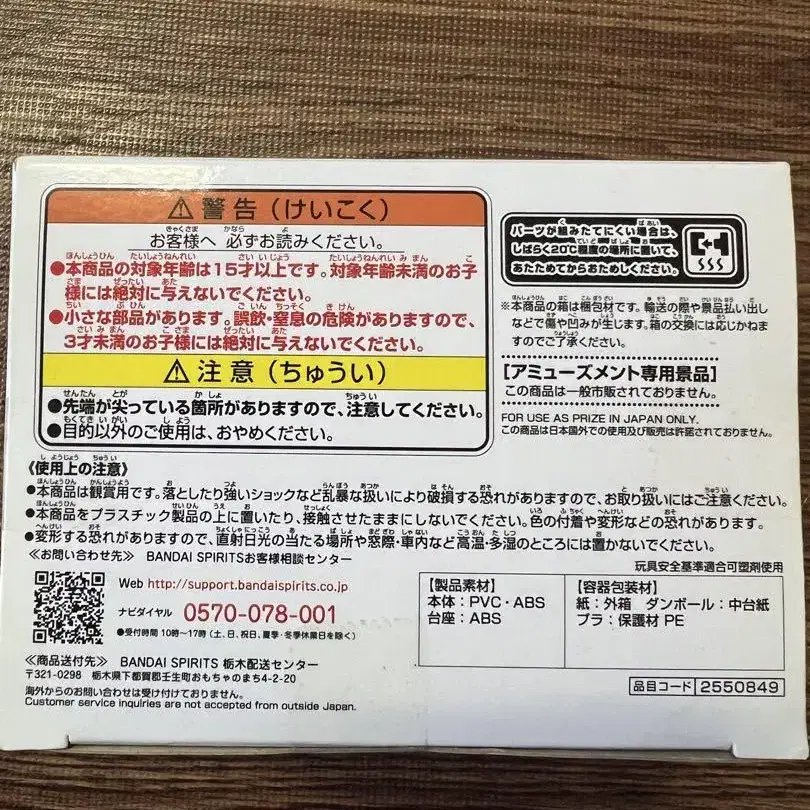 ⚠ 警告（けいこく）
お客様へ 必ずお読みください。
●本商品の対象年齢は15才以上です。対象年齢未満のお子
様には絶対に与えないでください。
●小さな部品があります。誤飲・窒息の危険がありますので、
3才未満のお子様には絶対に与えないでください。
⚠ 注意（ちゅうい）
●先端が尖っている箇所がありますので、注意してください。
●目的以外のご使用は、おやめください。
パーツが組みたてにくい場合は、
しばらく20℃程度の場所に置いて、
あたためてからおためしください。
※本商品の箱は梱包材です。輸送の際や景品払い出し
などで傷や凹みが生じます。箱の交換には応じかねま
すのでご了承ください。
【アミューズメント専用景品】
この商品は一般市販されておりません。
FOR USE AS PRIZE IN JAPAN ONLY.
この商品は日本国外での使用及び販売は許諾されておりません。
《使用上の注意》
●本商品は観賞用です。落としたり強いショックなど乱暴な扱いにより破損する恐れがありますので、お取り扱いにはご注意ください。
●本商品をプラスチック製品の上に置いたり、接触させたままにしないでください。色の付着や変形などの恐れがあります。
●変形する恐れがありますので、直射日光の当たる場所や窓際・車内など高温・多湿のところには置かないでください。
≪お問い合わせ先≫ BANDAI SPIRITSお客様相談センター
Web http://support.bandaispirits.co.jp
ナビダイヤル 0570-078-001
●受付時間 10時～17時（土、日、祝日、夏季・冬季休業日を除く）
≪商品送付先≫ BANDAI SPIRITS 栃木配送センター
〒321-0298 栃木県下都賀郡壬生町おもちゃのまち4-2-20
海外からのお問い合わせは受け付けておりません。
Customer service inquiries are not accepted from outside Japan.
玩具安全基準適合可塑剤使用
【製品素材】
本体：PVC・ABS
台座：ABS
【容器包装材】
紙：外箱 ダンボール：中台紙
プラ：保護材 PE
品目コード 2550849